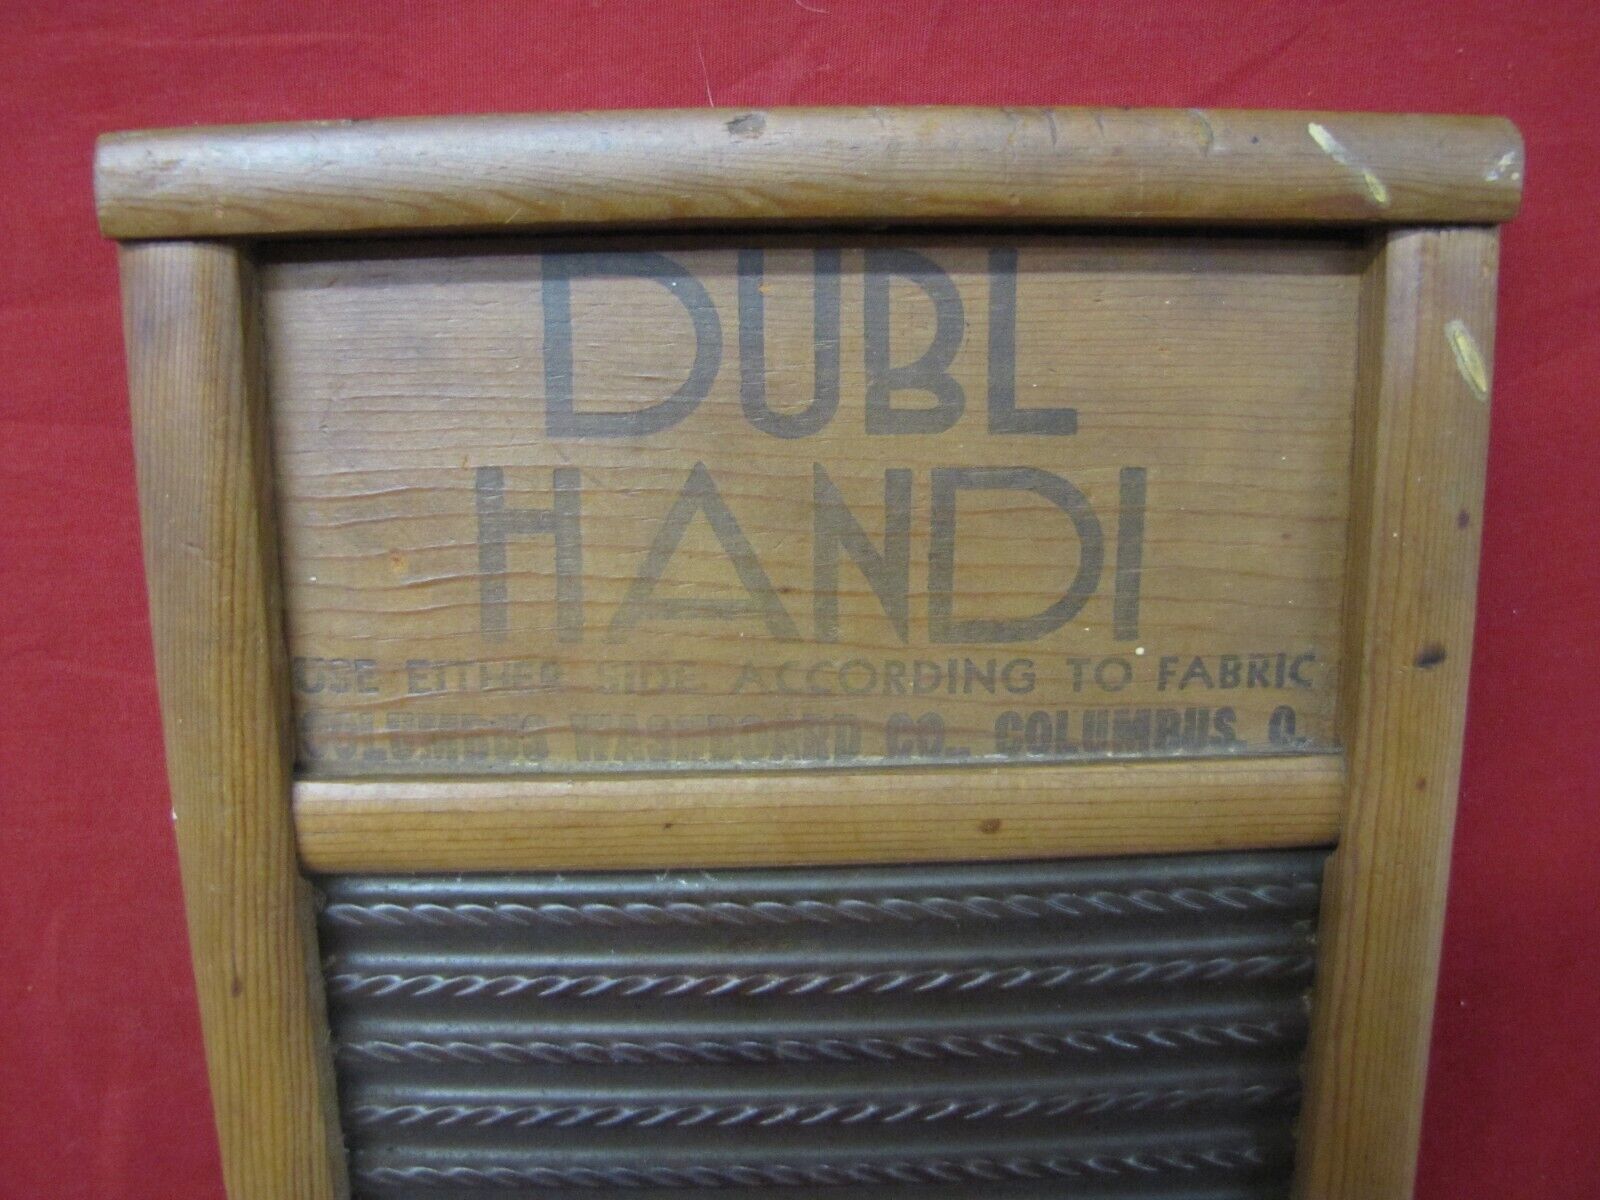 DUBL
HANDI
USE EITHER SIDE ACCORDING TO FABRIC
COLUMBUS WASHBOARD CO., COLUMBUS, O.